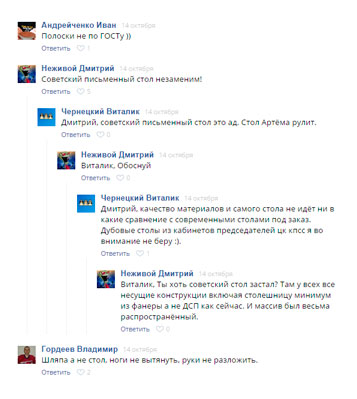 Андрейченко Иван 14 октября
Полоски не по ГОСТу ))
Ответить 1
Неживой Дмитрий 14 октября
Советский письменный стол незаменим!
Ответить 5
Чернецкий Виталик 14 октября
Дмитрий, советский письменный стол это ад. Стол Артёма рулит.
Ответить 0
Неживой Дмитрий 14 октября
Виталик, Обоснуй
Ответить 0
Чернецкий Виталик 14 октября
Дмитрий, качество материалов и самого стола не идёт ни в
какие сравнение с современными столами под заказ.
Дубовые столы из кабинетов председателей цк кпсс я во
внимание не беру :).
Ответить 1
Неживой Дмитрий 14 октября
Виталик, Ты хоть советский стол застал? Там у всех все
несущие конструкции включая столешницу минимум
из фанеры а не ДСП как сейчас. И массив был весьма
распространённый.
Ответить 0
Гордеев Владимир 14 октября
Шляпа а не стол, ноги не вытянуть, руки не разложить.
Ответить 2